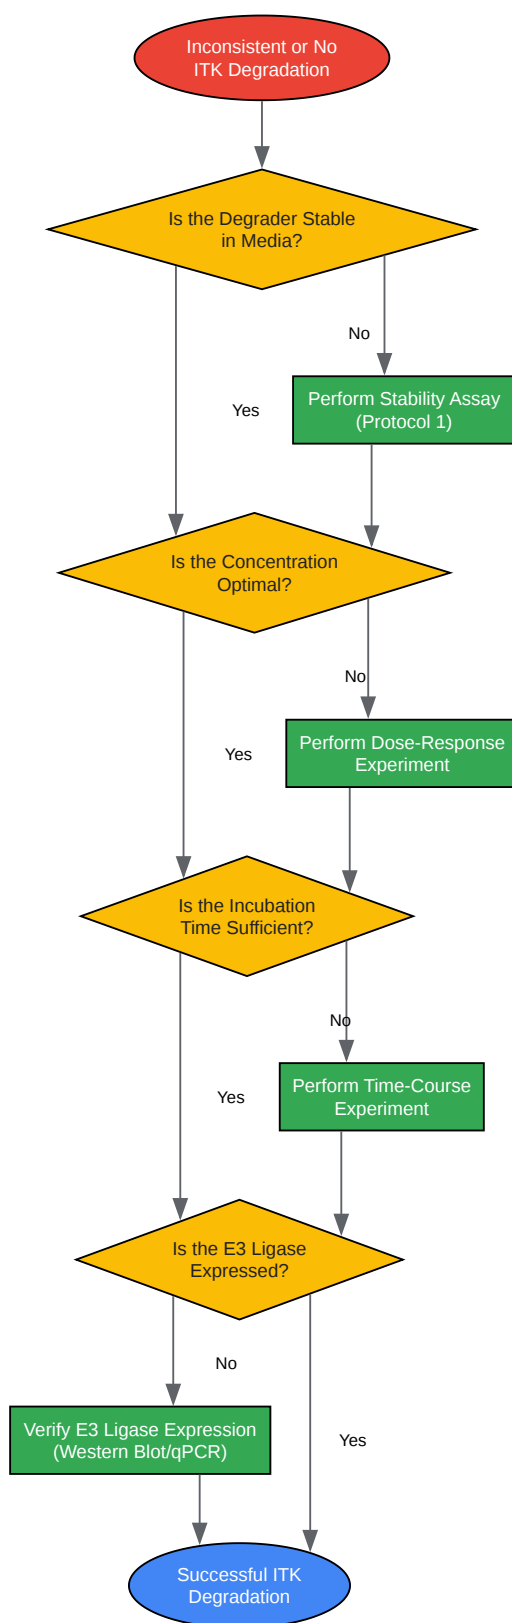 Inconsistent or No
ITK Degradation
Is the Degrader Stable
in Media?
No
Yes
Perform Stability Assay
(Protocol 1)
Is the Concentration
Optimal?
No
Yes
Perform Dose-Response
Experiment
Is the Incubation
Time Sufficient?
No
Yes
Perform Time-Course
Experiment
Is the E3 Ligase
Expressed?
No
Yes
Verify E3 Ligase Expression
(Western Blot/qPCR)
Successful ITK
Degradation